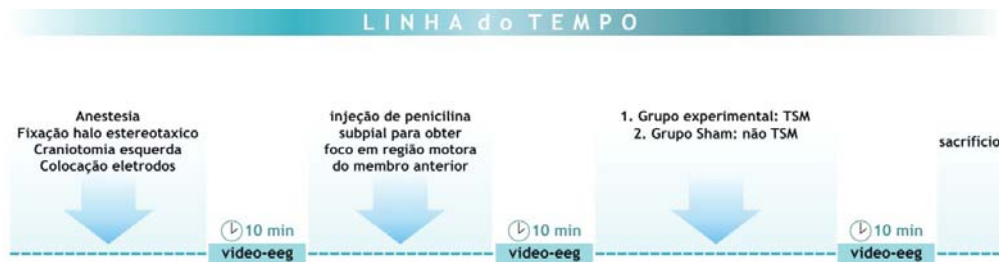 LINHA do TEMPO
Anestesia
Fixação halo estereotaxico
Craniotomia esquerda
Colocação eletrodos
10 min
video-eeg
injeção de penicilina
subpial para obter
foco em região motora
do membro anterior
10 min
video-eeg
1. Grupo experimental: TSM
2. Grupo Sham: não TSM
10 min
video-eeg
sacrificio